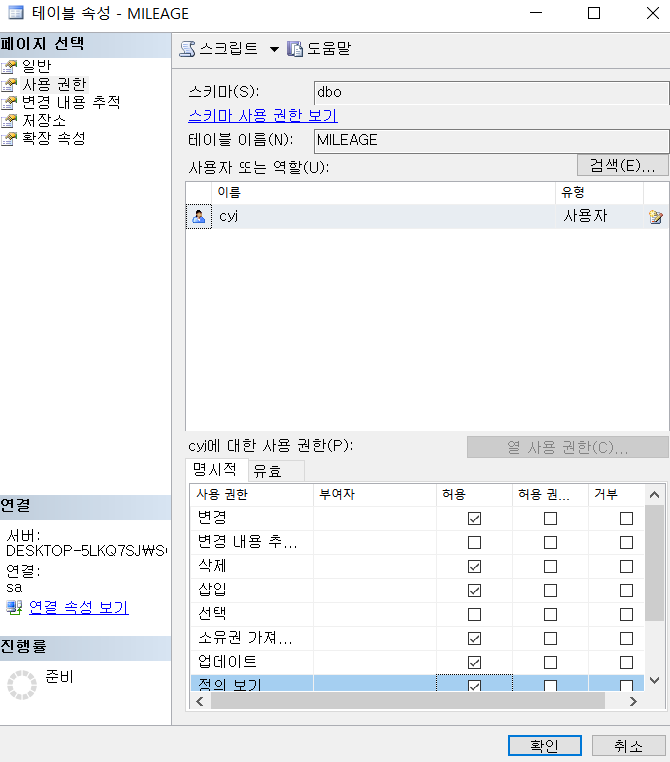 테이블 속성 - MILEAGE
페이지 선택
일반
사용 권한
변경 내용 추적
저장소
확장 속성
스크립트 도움말
스키마(S): dbo
스키마 사용 권한 보기
테이블 이름(N): MILEAGE
사용자 또는 역할(U): 검색(E)...
이름 유형
cyj 사용자
cyj에 대한 사용 권한(P): 열 사용 권한(C)...
명시적 유효
사용 권한 부여자 허용 허용 권... 거부
변경
변경 내용 추...
삭제
삽입
선택
소유권 가져...
업데이트
정의 보기
연결
서버:
DESKTOP-5LKQ7SJ₩S
연결:
sa
연결 속성 보기
진행률
준비
확인 취소